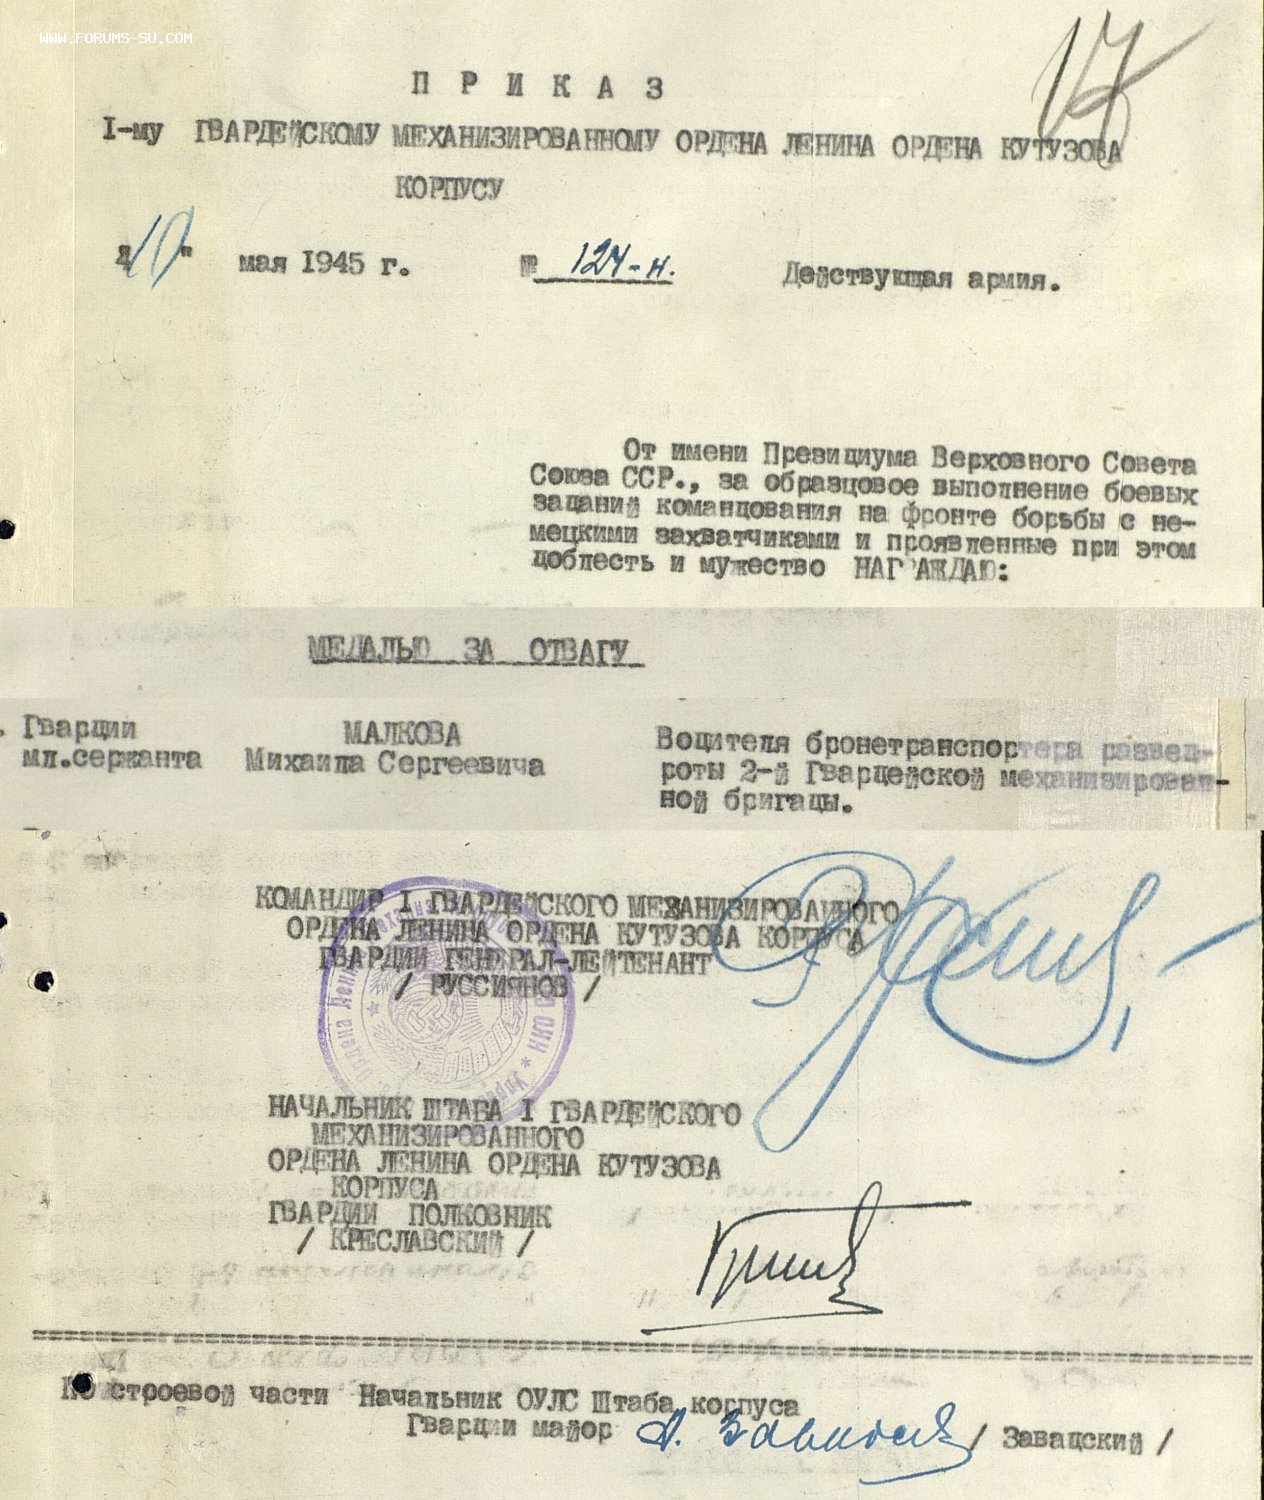 WWW.FORUMS-SU.COM
17
П Р И К А З
I-му ГВАРДЕЙСКОМУ МЕХАНИЗИРОВАННОМУ ОРДЕНА ЛЕНИНА ОРДЕНА КУТУЗОВА
КОРПУСУ
"10" мая 1945 г. № 124-н. Действующая армия.
От имени Президиума Верховного Совета
Союза ССР., за образцовое выполнение боевых
заданий командования на фронте борьбы с не-
мецкими захватчиками и проявленные при этом
доблесть и мужество НАГРАЖДАЮ:
МЕДАЛЬЮ ЗА ОТВАГУ
Гвардии МАЛКОВА Водителя бронетранспортера развед-
мл.сержанта Михаила Сергеевича роты 2-й Гвардейской механизирован-
ной бригады.
КОМАНДИР I ГВАРДЕЙСКОГО МЕХАНИЗИРОВАННОГО
ОРДЕНА ЛЕНИНА ОРДЕНА КУТУЗОВА КОРПУСА
ГВАРДИИ ГЕНЕРАЛ-ЛЕЙТЕНАНТ
/ РУССИЯНОВ /
НАЧАЛЬНИК ШТАБА I ГВАРДЕЙСКОГО
МЕХАНИЗИРОВАННОГО
ОРДЕНА ЛЕНИНА ОРДЕНА КУТУЗОВА
КОРПУСА
ГВАРДИИ ПОЛКОВНИК
/ КРЕСЛАВСКИЙ /
По строевой части Начальник ОУЛС Штаба корпуса
Гвардии майор А. Завадский / Завадский /